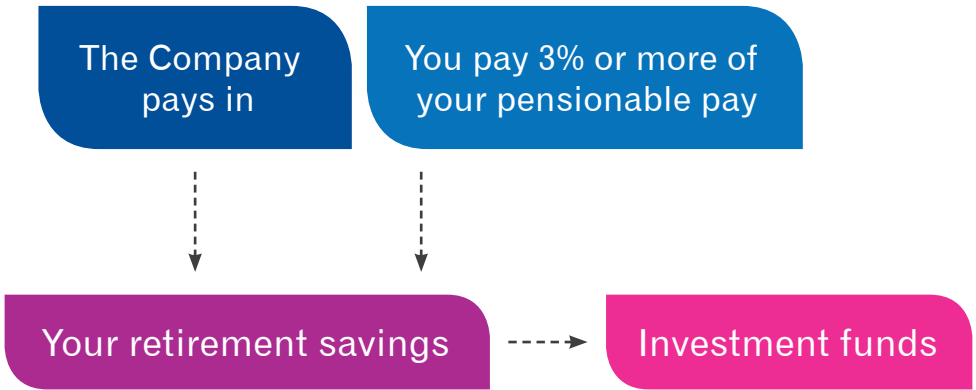 The Company
pays in
You pay 3% or more of
your pensionable pay
Your retirement savings
Investment funds